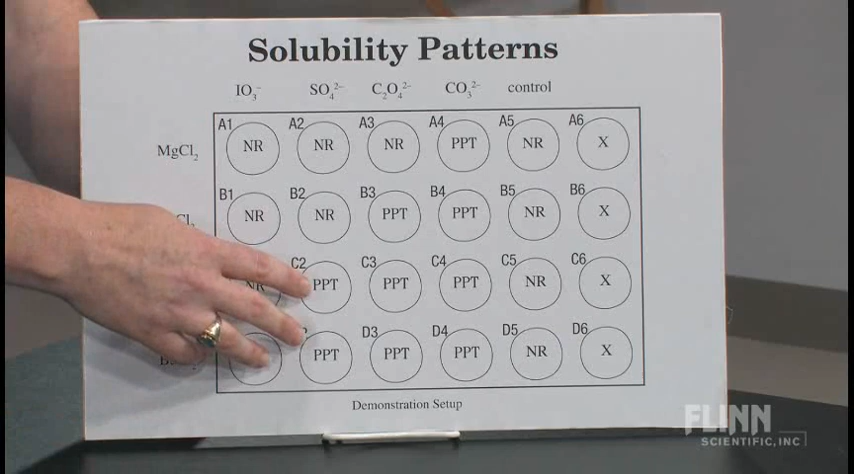 Solubility Patterns
IO₃⁻ SO₄²⁻ C₂O₄²⁻ CO₃²⁻ control
A1 A2 A3 A4 A5 A6
MgCl₂ NR NR NR PPT NR X
B1 B2 B3 B4 B5 B6
NR NR PPT PPT NR X
C2 C3 C4 C5 C6
NR PPT PPT PPT NR X
D3 D4 D5 D6
PPT PPT PPT NR X
Demonstration Setup
FLINN
SCIENTIFIC, INC